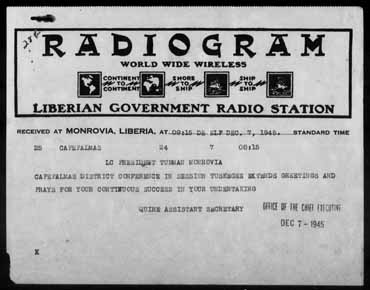 RADIOGRAM
WORLD WIDE WIRELESS
CONTINENT TO CONTINENT
SHORE TO SHIP
SHIP TO SHIP
LIBERIAN GOVERNMENT RADIO STATION
RECEIVED AT MONROVIA, LIBERIA, AT 09:15 DE ELF DEC, 7, 1945. STANDARD TIME
DS CAPEPALMAS 24 7 08:15
LC PRESIDENT TUBMAN MONROVIA
CAPEPALMAS DISTRICT CONFERENCE IN SESSION TUSKEGEE EXTENDS GREETINGS AND
PRAYS FOR YOUR CONTINUOUS SUCCESS IN YOUR UNDERTAKING
QUIRE ASSISTANT SECRETARY
OFFICE OF THE CHIEF EXECUTIVE
DEC 7-1945
X